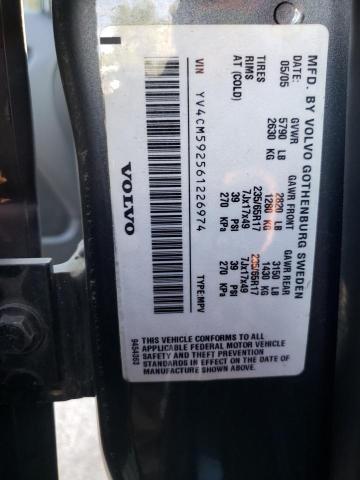 MFD. BY VOLVO GOTHENBURG SWEDEN
DATE: GVWR GAWR FRONT GAWR REAR
05/05 5790 LB 2820 LB 3150 LB
2630 KG 1280 KG 1430 KG
TIRES 235/65R17 235/65R17
RIMS 7Jx17x49 7Jx17x49
AT (COLD) 39 PSI 39 PSI
270 KPa 270 KPa
VIN YV4CM592561226974 TYPE:MPV
VOLVO
THIS VEHICLE CONFORMS TO ALL
APPLICABLE FEDERAL MOTOR VEHICLE
SAFETY AND THEFT PREVENTION
STANDARDS IN EFFECT ON THE DATE OF
MANUFACTURE SHOWN ABOVE.
9454363